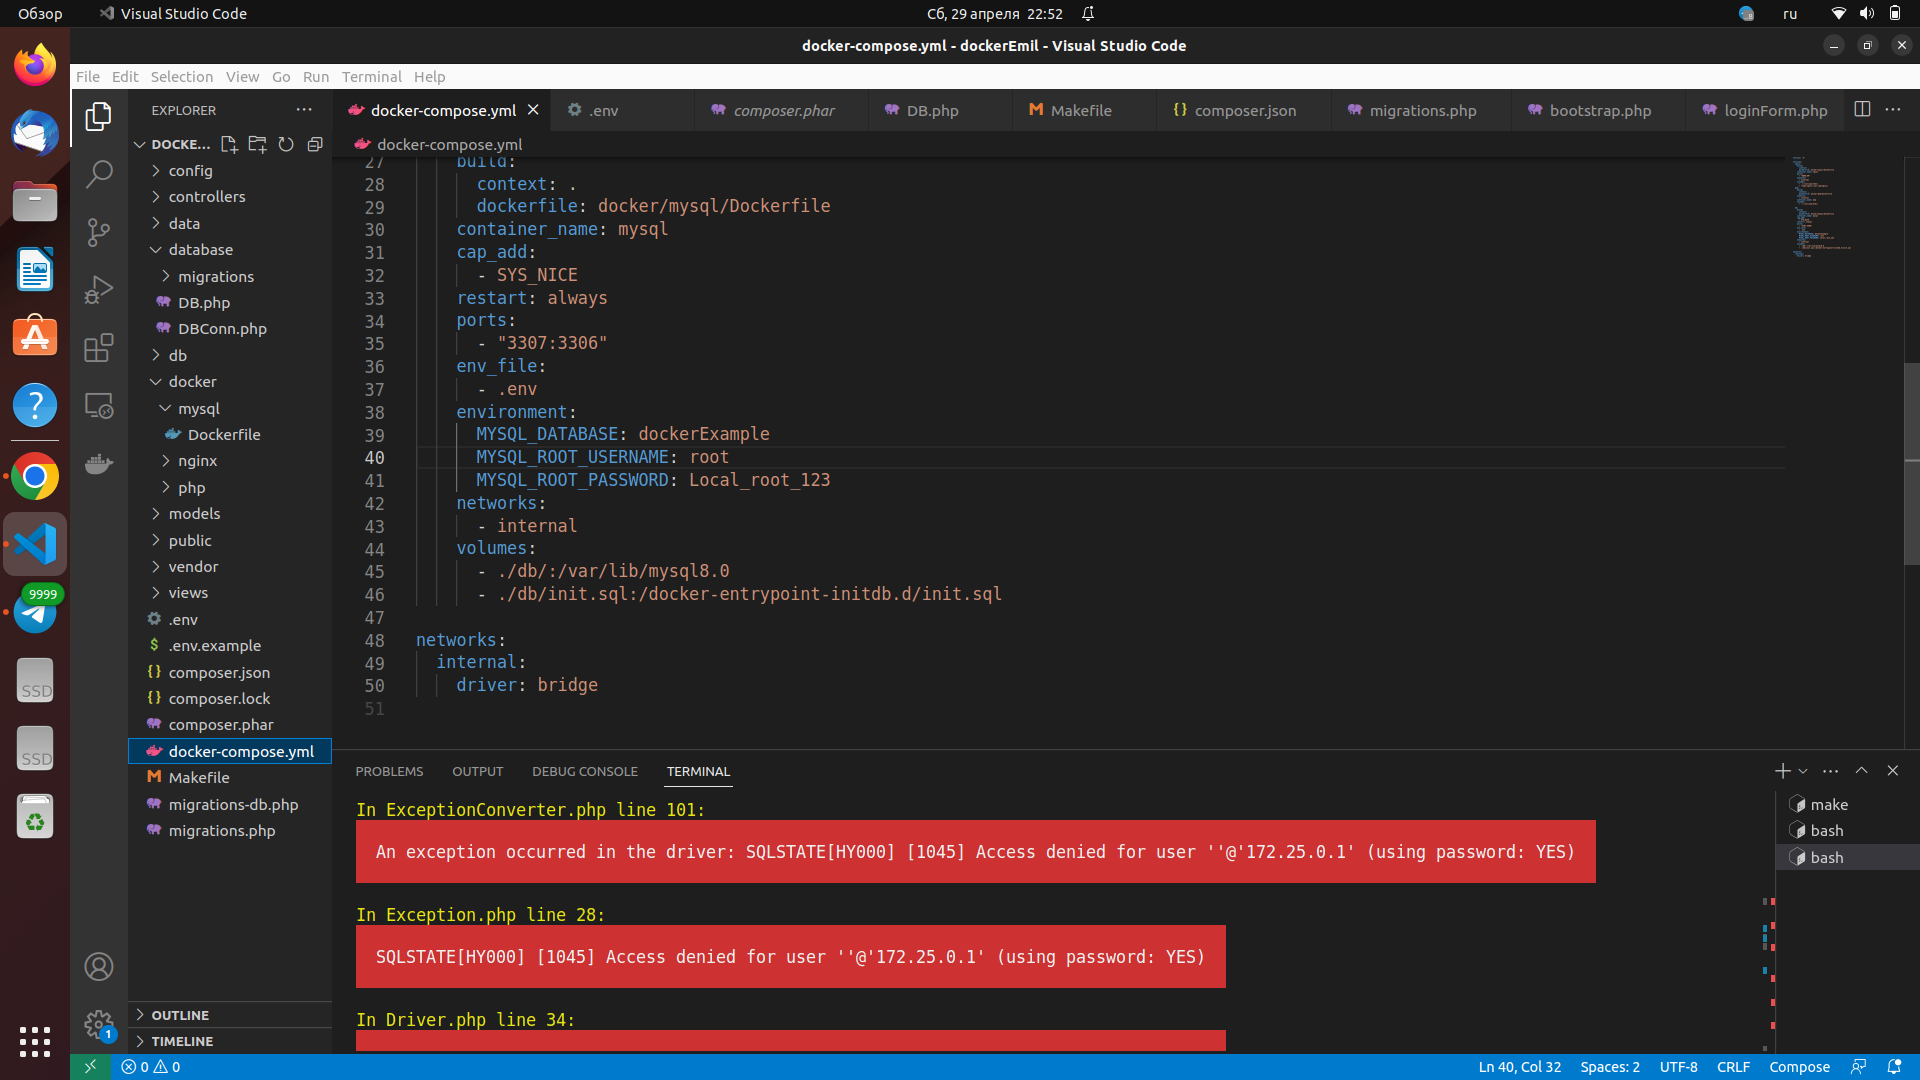 Обзор
Visual Studio Code
Сб, 29 апреля 22:52
ru
docker-compose.yml - dockerEmil - Visual Studio Code
File Edit Selection View Go Run Terminal Help
EXPLORER
docker-compose.yml
.env
composer.phar
DB.php
Makefile
composer.json
migrations.php
bootstrap.php
loginForm.php
DOCKE...
docker-compose.yml
config
controllers
data
database
migrations
DB.php
DBConn.php
db
docker
mysql
Dockerfile
nginx
php
models
public
vendor
views
.env
.env.example
composer.json
composer.lock
composer.phar
docker-compose.yml
Makefile
migrations-db.php
migrations.php
OUTLINE
TIMELINE
27 build:
28 context: .
29 dockerfile: docker/mysql/Dockerfile
30 container_name: mysql
31 cap_add:
32 - SYS_NICE
33 restart: always
34 ports:
35 - "3307:3306"
36 env_file:
37 - .env
38 environment:
39 MYSQL_DATABASE: dockerExample
40 MYSQL_ROOT_USERNAME: root
41 MYSQL_ROOT_PASSWORD: Local_root_123
42 networks:
43 - internal
44 volumes:
45 - ./db/:/var/lib/mysql8.0
46 - ./db/init.sql:/docker-entrypoint-initdb.d/init.sql
47
48 networks:
49 internal:
50 driver: bridge
51
PROBLEMS OUTPUT DEBUG CONSOLE TERMINAL
In ExceptionConverter.php line 101:
An exception occurred in the driver: SQLSTATE[HY000] [1045] Access denied for user ''@'172.25.0.1' (using password: YES)
In Exception.php line 28:
SQLSTATE[HY000] [1045] Access denied for user ''@'172.25.0.1' (using password: YES)
In Driver.php line 34:
make
bash
bash
9999
SSD
SSD
1
0 0
Ln 40, Col 32
Spaces: 2
UTF-8
CRLF
Compose